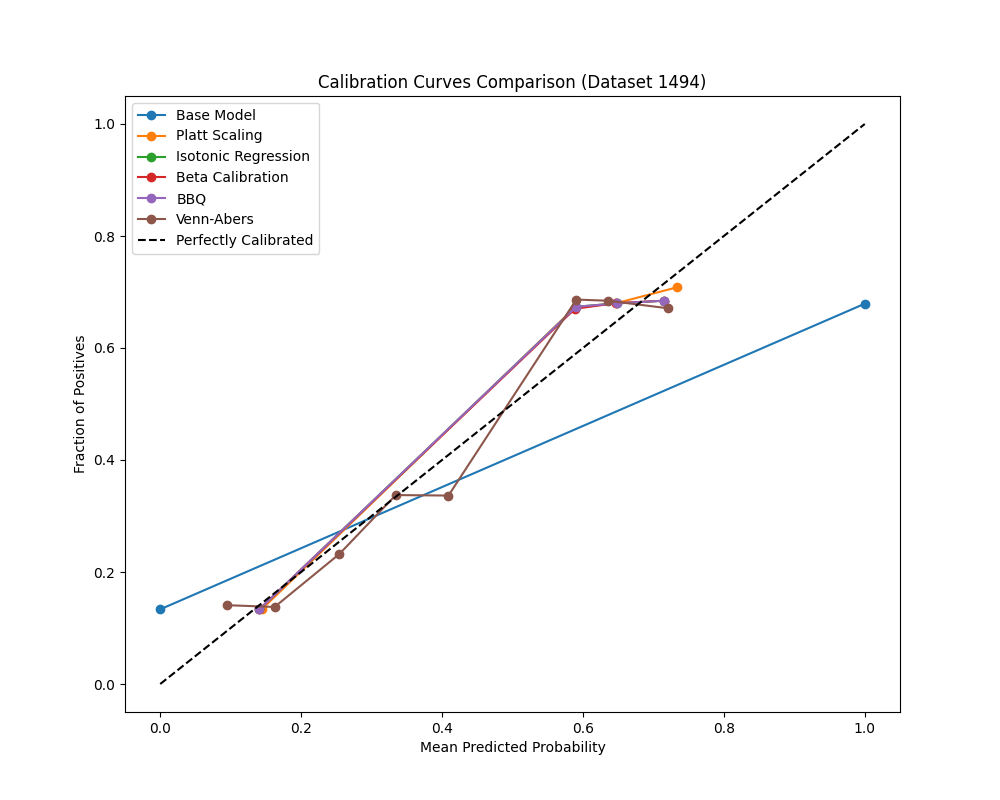 Calibration Curves Comparison (Dataset 1494)
Base Model
Platt Scaling
Isotonic Regression
Beta Calibration
BBQ
Venn-Abers
Perfectly Calibrated
1.0
0.8
0.6
0.4
0.2
0.0
Fraction of Positives
0.0 0.2 0.4 0.6 0.8 1.0
Mean Predicted Probability